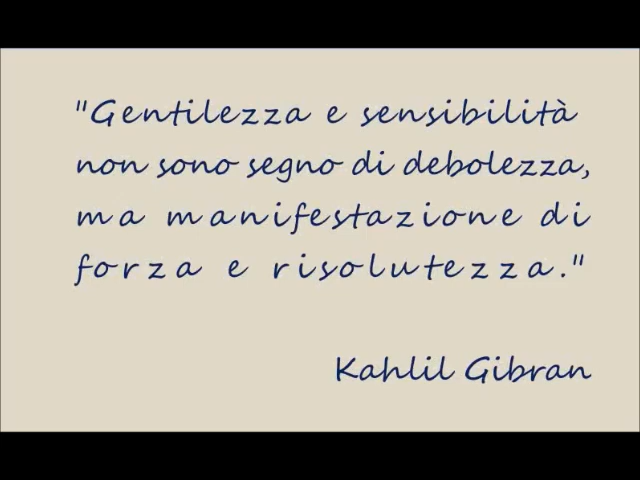 "Gentilezza e sensibilità
non sono segno di debolezza,
ma manifestazione di
forza e risolutezza."
Kahlil Gibran